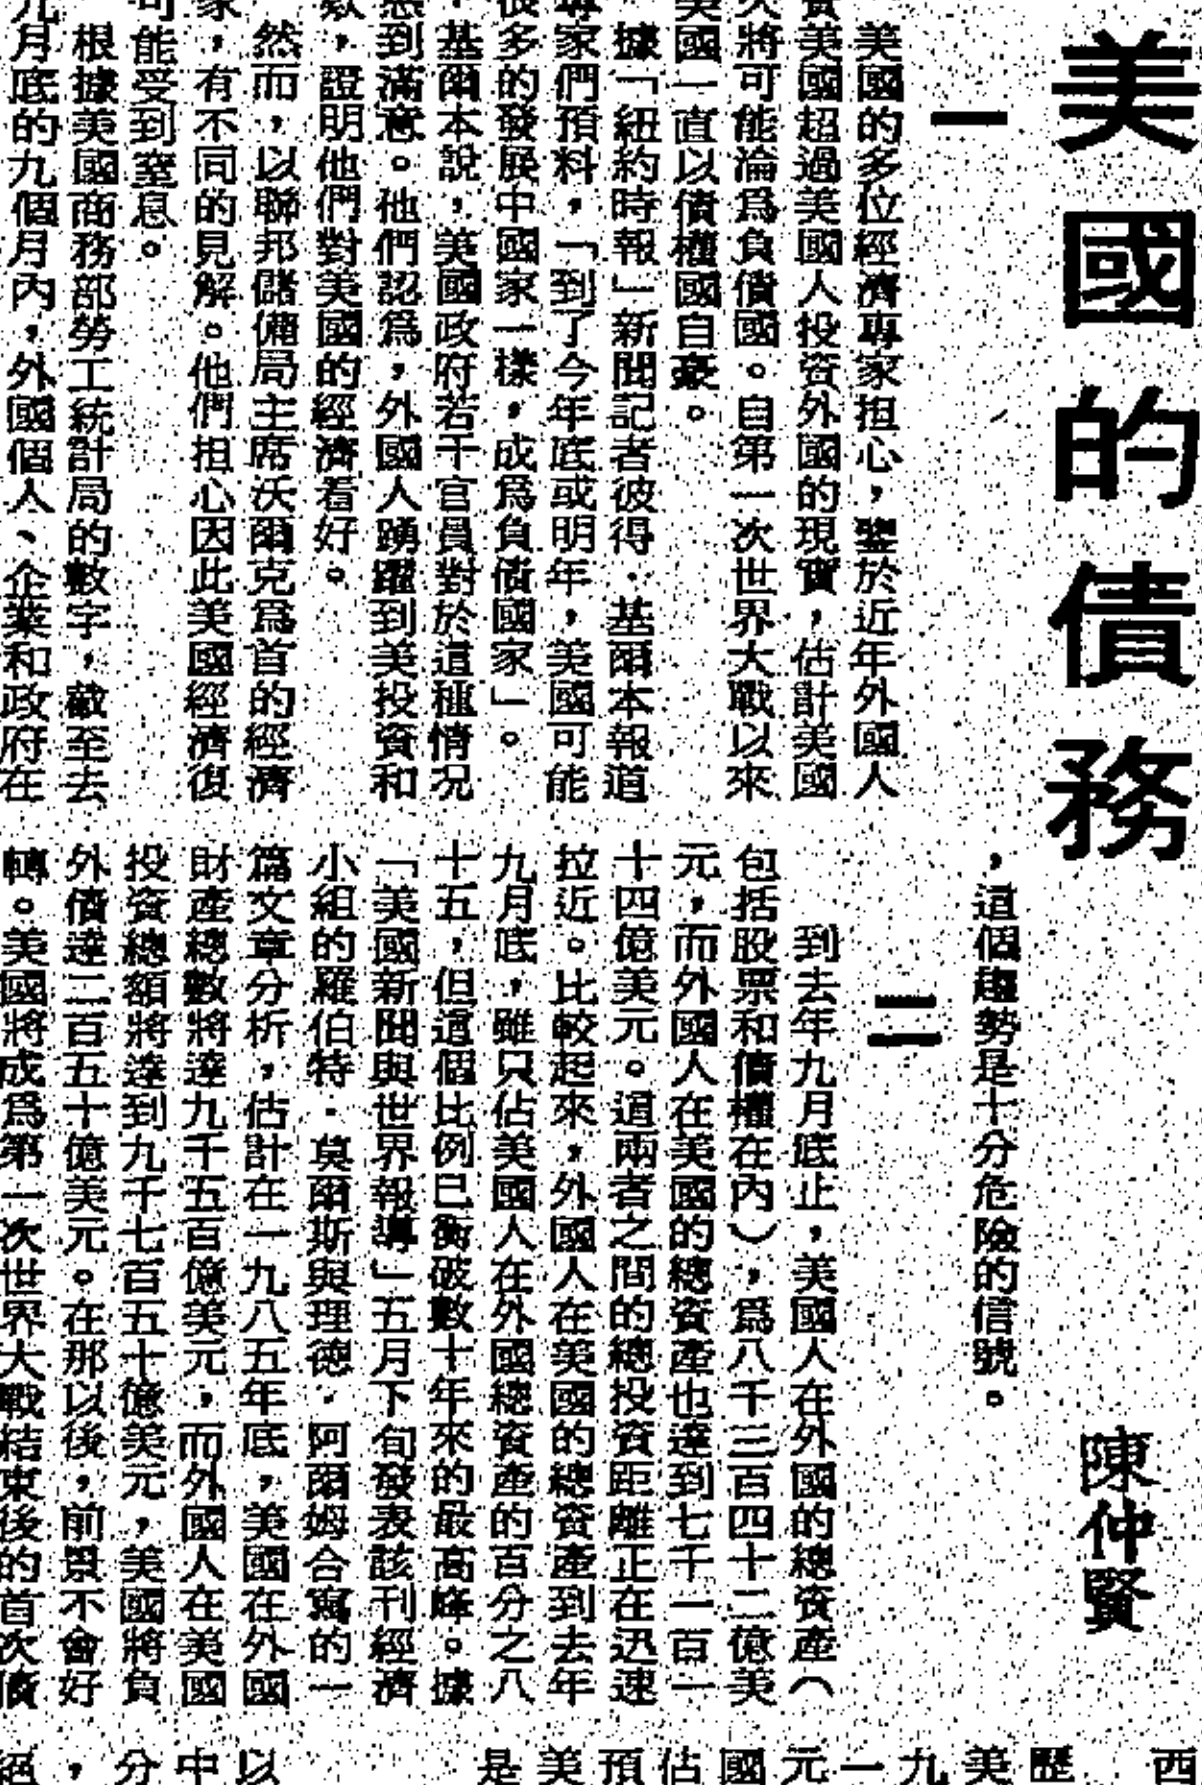 美國的債務
陳仲賢
一
美國的多位經濟專家担心，鑒於近年外國人
資美國超過美國人投資外國的現實，估計美國
將可能淪爲負債國。自第一次世界大戰以來
美國一直以債權國自豪。
據「紐約時報」新聞記者彼得．基爾本報道
專家們預料，「到了今年底或明年，美國可能
很多的發展中國家一樣，成爲負債國家」。
基爾本說，美國政府若干官員對於這種情况
感到滿意。他們認爲，外國人踴躍到美投資和
款，證明他們對美國的經濟看好。
然而，以聯邦儲備局主席沃爾克爲首的經濟
家，有不同的見解。他們担心因此美國經濟復
可能受到窒息。
根據美國商務部勞工統計局的數字，截至去
九月底的九個月內，外國個人、企業和政府在
，這個趨勢是十分危險的信號。
二
到去年九月底止，美國人在外國的總資產（
包括股票和債權在內），爲八千三百四十二億美
元，而外國人在美國的總資產也達到七千一百一
十四億美元。這兩者之間的總投資距離正在迅速
拉近。比較起來，外國人在美國的總資產到去年
九月底，雖只佔美國人在外國總資產的百分之八
十五，但這個比例已衝破數十年來的最高峰。據
「美國新聞與世界報導」五月下旬發表該刊經濟
小組的羅伯特．莫爾斯與理德．阿爾姆合寫的一
篇文章分析，估計在一九八五年底，美國在外國
財產總數將達九千五百億美元，而外國人在美國
投資總額將達到九千七百五十億美元，美國將負
外債達二百五十億美元。在那以後，前景不會好
轉。美國將成爲第一次世界大戰結束後的首次債
西
歷
美
九
一
元
國
估
預
美
是
以
中
分
，
絕